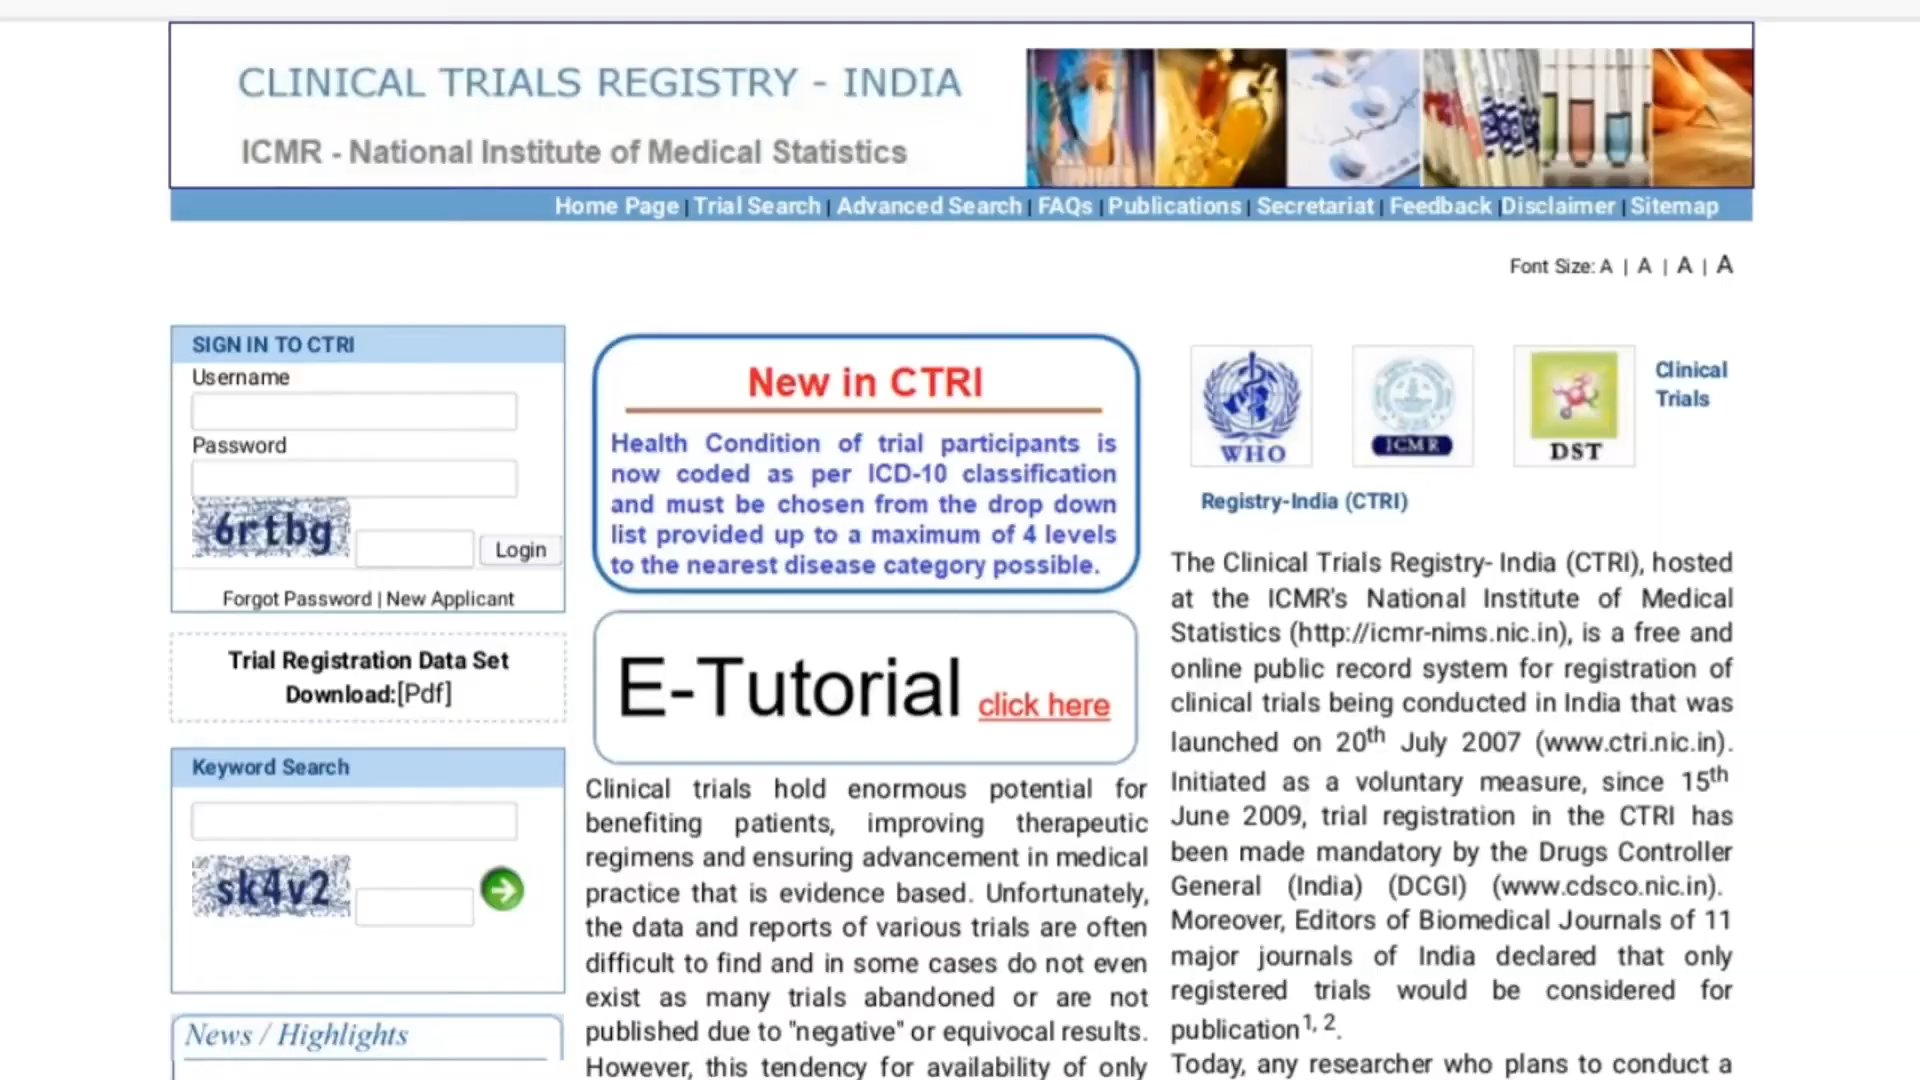 CLINICAL TRIALS REGISTRY - INDIA
ICMR - National Institute of Medical Statistics
Home Page | Trial Search | Advanced Search | FAQs | Publications | Secretariat | Feedback |Disclaimer | Sitemap
Font Size: A | A | A | A
SIGN IN TO CTRI
Username
Password
6rtbg
Login
Forgot Password | New Applicant
Trial Registration Data Set
Download:[Pdf]
Keyword Search
sk4v2
News / Highlights
New in CTRI
Health Condition of trial participants is
now coded as per ICD-10 classification
and must be chosen from the drop down
list provided up to a maximum of 4 levels
to the nearest disease category possible.
E-Tutorial click here
Clinical trials hold enormous potential for
benefiting patients, improving therapeutic
regimens and ensuring advancement in medical
practice that is evidence based. Unfortunately,
the data and reports of various trials are often
difficult to find and in some cases do not even
exist as many trials abandoned or are not
published due to "negative" or equivocal results.
However, this tendency for availability of only
WHO
ICMR
DST
Clinical
Trials
Registry-India (CTRI)
The Clinical Trials Registry- India (CTRI), hosted
at the ICMR's National Institute of Medical
Statistics (http://icmr-nims.nic.in), is a free and
online public record system for registration of
clinical trials being conducted in India that was
launched on 20th July 2007 (www.ctri.nic.in).
Initiated as a voluntary measure, since 15th
June 2009, trial registration in the CTRI has
been made mandatory by the Drugs Controller
General (India) (DCGI) (www.cdsco.nic.in).
Moreover, Editors of Biomedical Journals of 11
major journals of India declared that only
registered trials would be considered for
publication1, 2.
Today, any researcher who plans to conduct a